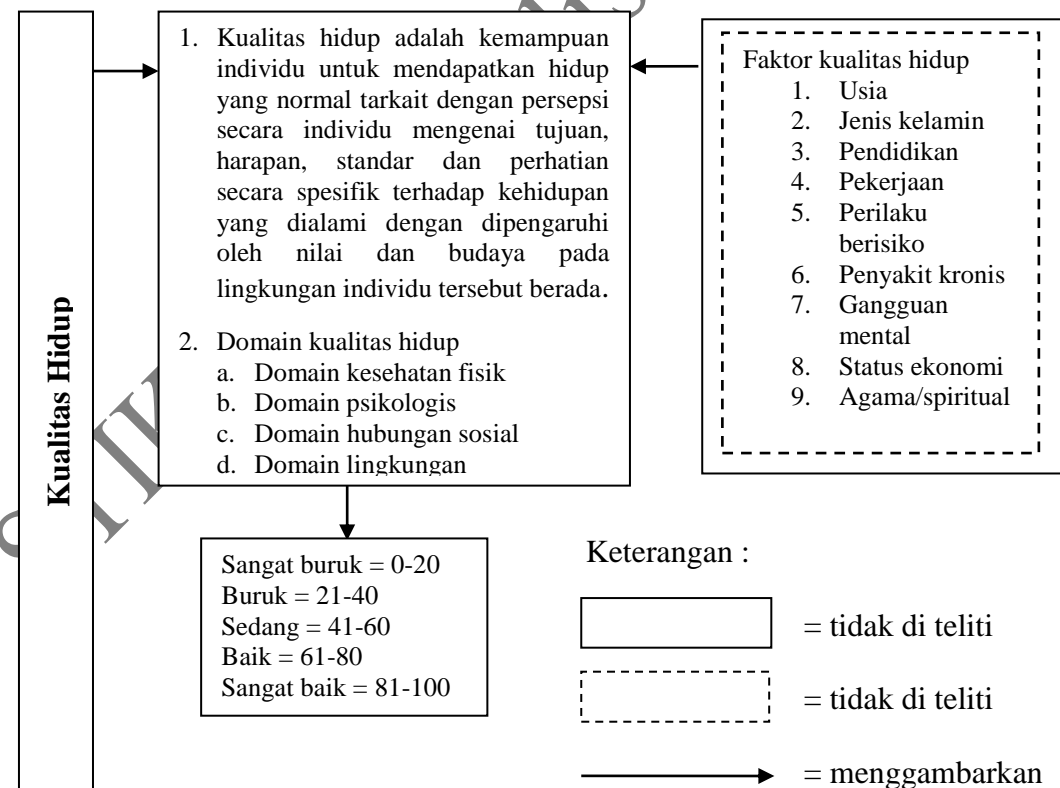 Kualitas Hidup
1. Kualitas hidup adalah kemampuan
individu untuk mendapatkan hidup
yang normal tarkait dengan persepsi
secara individu mengenai tujuan,
harapan, standar dan perhatian
secara spesifik terhadap kehidupan
yang dialami dengan dipengaruhi
oleh nilai dan budaya pada
lingkungan individu tersebut berada.
2. Domain kualitas hidup
a. Domain kesehatan fisik
b. Domain psikologis
c. Domain hubungan sosial
d. Domain lingkungan
Faktor kualitas hidup
1. Usia
2. Jenis kelamin
3. Pendidikan
4. Pekerjaan
5. Perilaku
berisiko
6. Penyakit kronis
7. Gangguan
mental
8. Status ekonomi
9. Agama/spiritual
Sangat buruk = 0-20
Buruk = 21-40
Sedang = 41-60
Baik = 61-80
Sangat baik = 81-100
Keterangan :
= tidak di teliti
= tidak di teliti
= menggambarkan